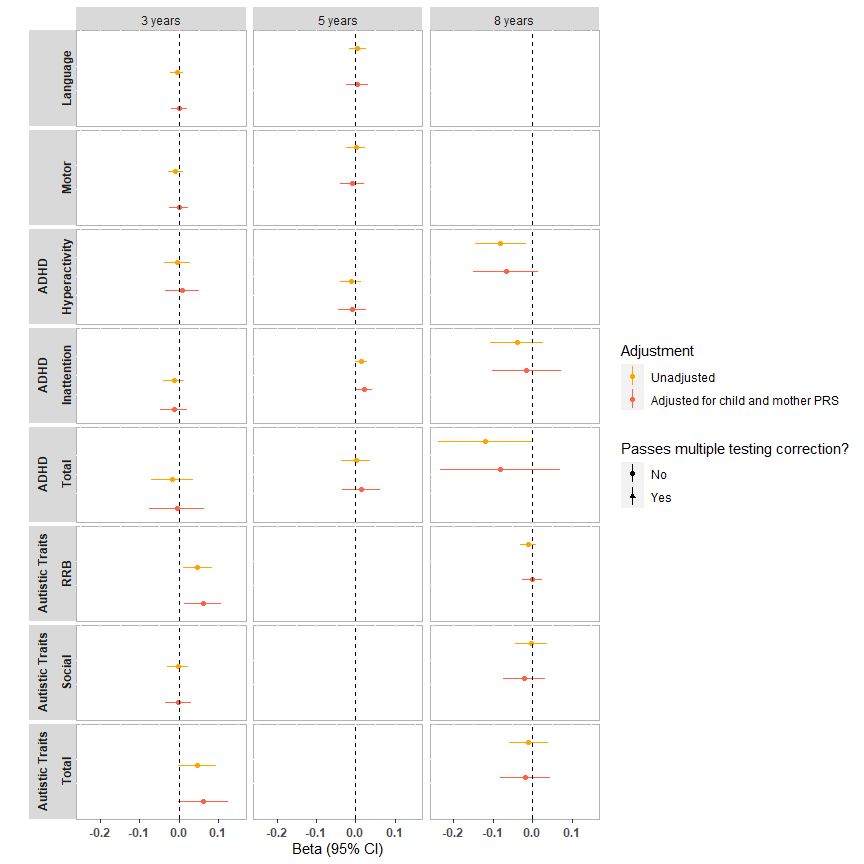 3 years
5 years
8 years
Language
Motor
ADHD
Hyperactivity
ADHD
Inattention
ADHD
Total
Autistic Traits
RRB
Autistic Traits
Social
Autistic Traits
Total
-0.2
-0.1
0.0
0.1
-0.2
-0.1
0.0
0.1
-0.2
-0.1
0.0
0.1
Beta (95% CI)
Adjustment
Unadjusted
Adjusted for child and mother PRS
Passes multiple testing correction?
No
Yes